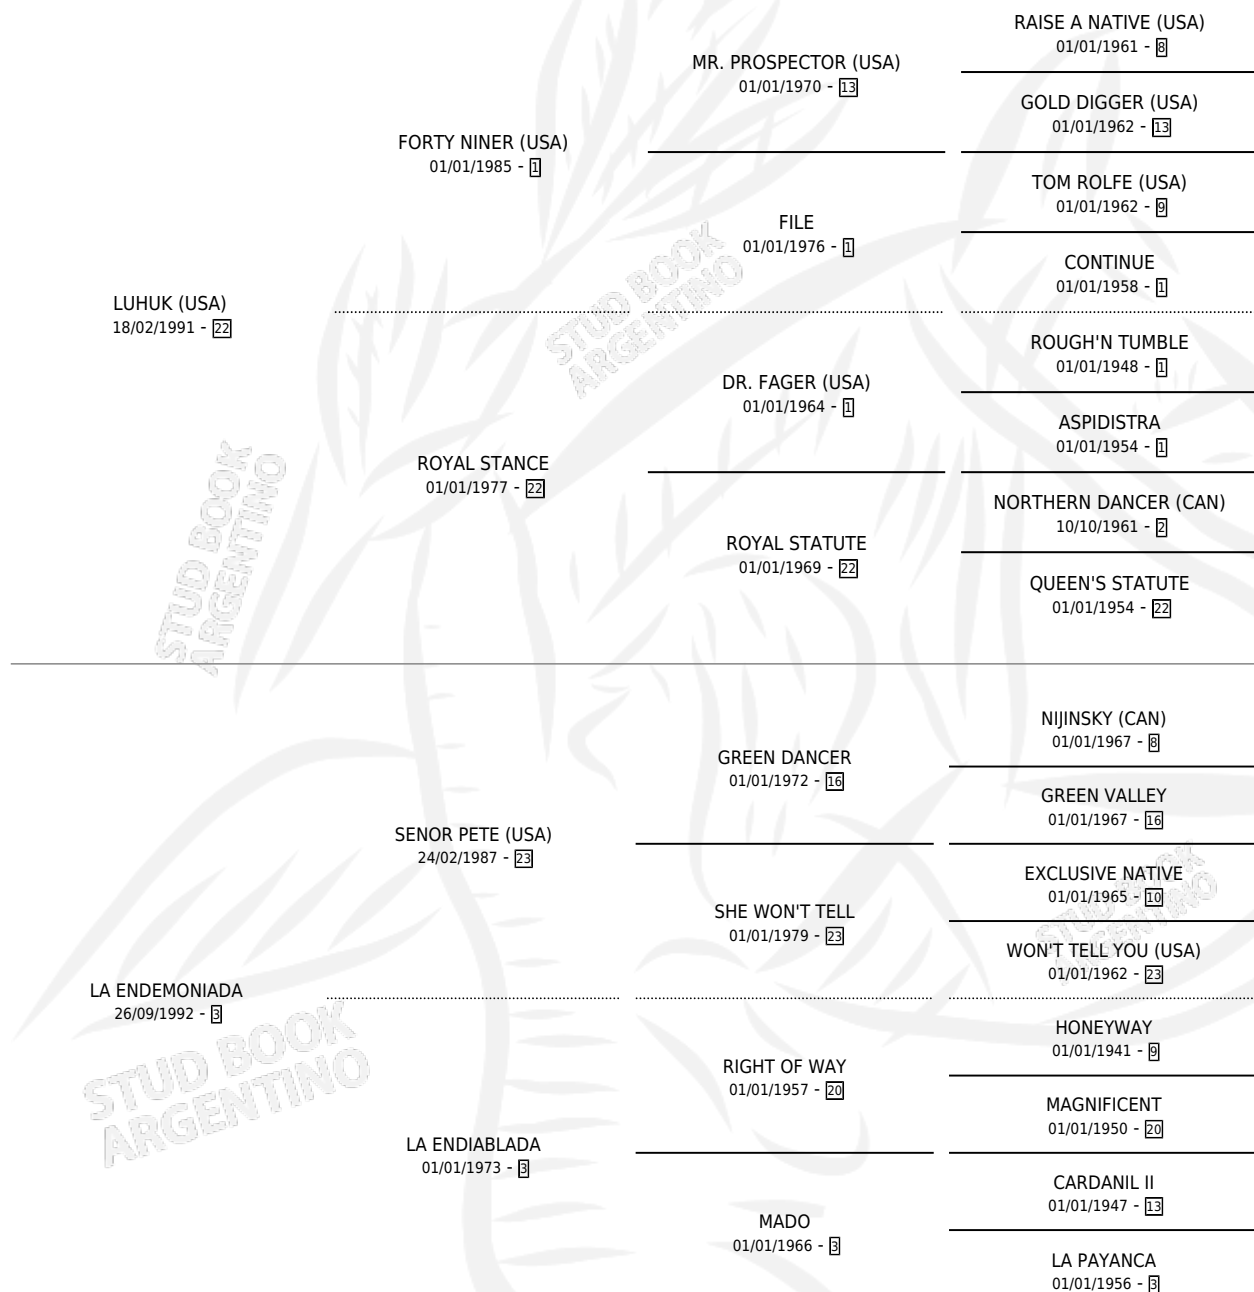 RAISE A NATIVE (USA)
01/01/1961 - 8
MR. PROSPECTOR (USA)
01/01/1970 - 13
GOLD DIGGER (USA)
01/01/1962 - 13
FORTY NINER (USA)
01/01/1985 - 1
TOM ROLFE (USA)
01/01/1962 - 9
FILE
01/01/1976 - 1
CONTINUE
01/01/1958 - 1
LUHUK (USA)
18/02/1991 - 22
ROUGH'N TUMBLE
01/01/1948 - 1
DR. FAGER (USA)
01/01/1964 - 1
ASPIDISTRA
01/01/1954 - 1
ROYAL STANCE
01/01/1977 - 22
NORTHERN DANCER (CAN)
10/10/1961 - 2
ROYAL STATUTE
01/01/1969 - 22
QUEEN'S STATUTE
01/01/1954 - 22
NIJINSKY (CAN)
01/01/1967 - 8
GREEN DANCER
01/01/1972 - 16
GREEN VALLEY
01/01/1967 - 16
SENOR PETE (USA)
24/02/1987 - 23
EXCLUSIVE NATIVE
01/01/1965 - 10
SHE WON'T TELL
01/01/1979 - 23
WON'T TELL YOU (USA)
01/01/1962 - 23
LA ENDEMONIADA
26/09/1992 - 3
HONEYWAY
01/01/1941 - 9
RIGHT OF WAY
01/01/1957 - 20
MAGNIFICENT
01/01/1950 - 20
LA ENDIABLADA
01/01/1973 - 3
CARDANIL II
01/01/1947 - 13
MADO
01/01/1966 - 3
LA PAYANCA
01/01/1956 - 3
STUD BOOK
ARGENTINO
STUD BOOK
ARGENTINO
STUD BOOK
ARGENTINO
STUD BOOK
ARGENTINO